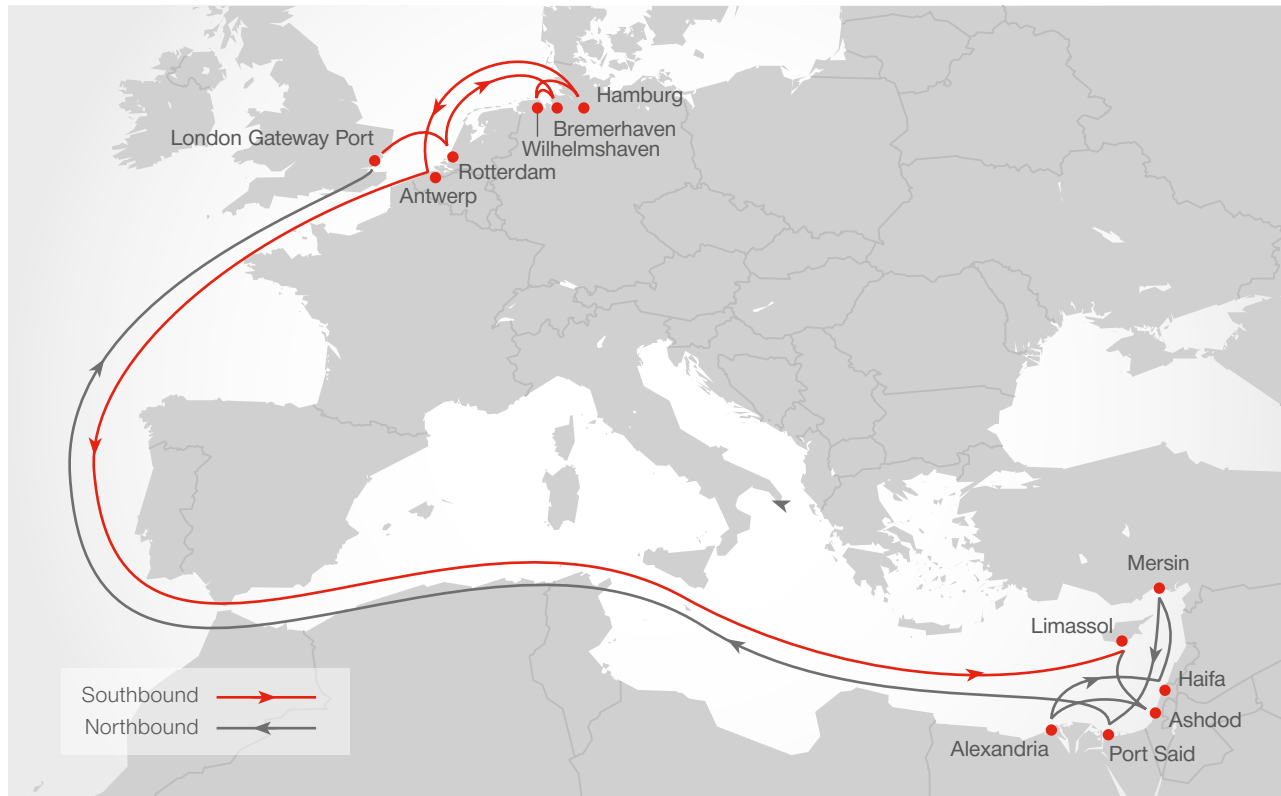 Hamburg
Bremerhaven
Wilhelmshaven
London Gateway Port
Rotterdam
Antwerp
Mersin
Limassol
Haifa
Ashdod
Alexandria
Port Said
Southbound
Northbound